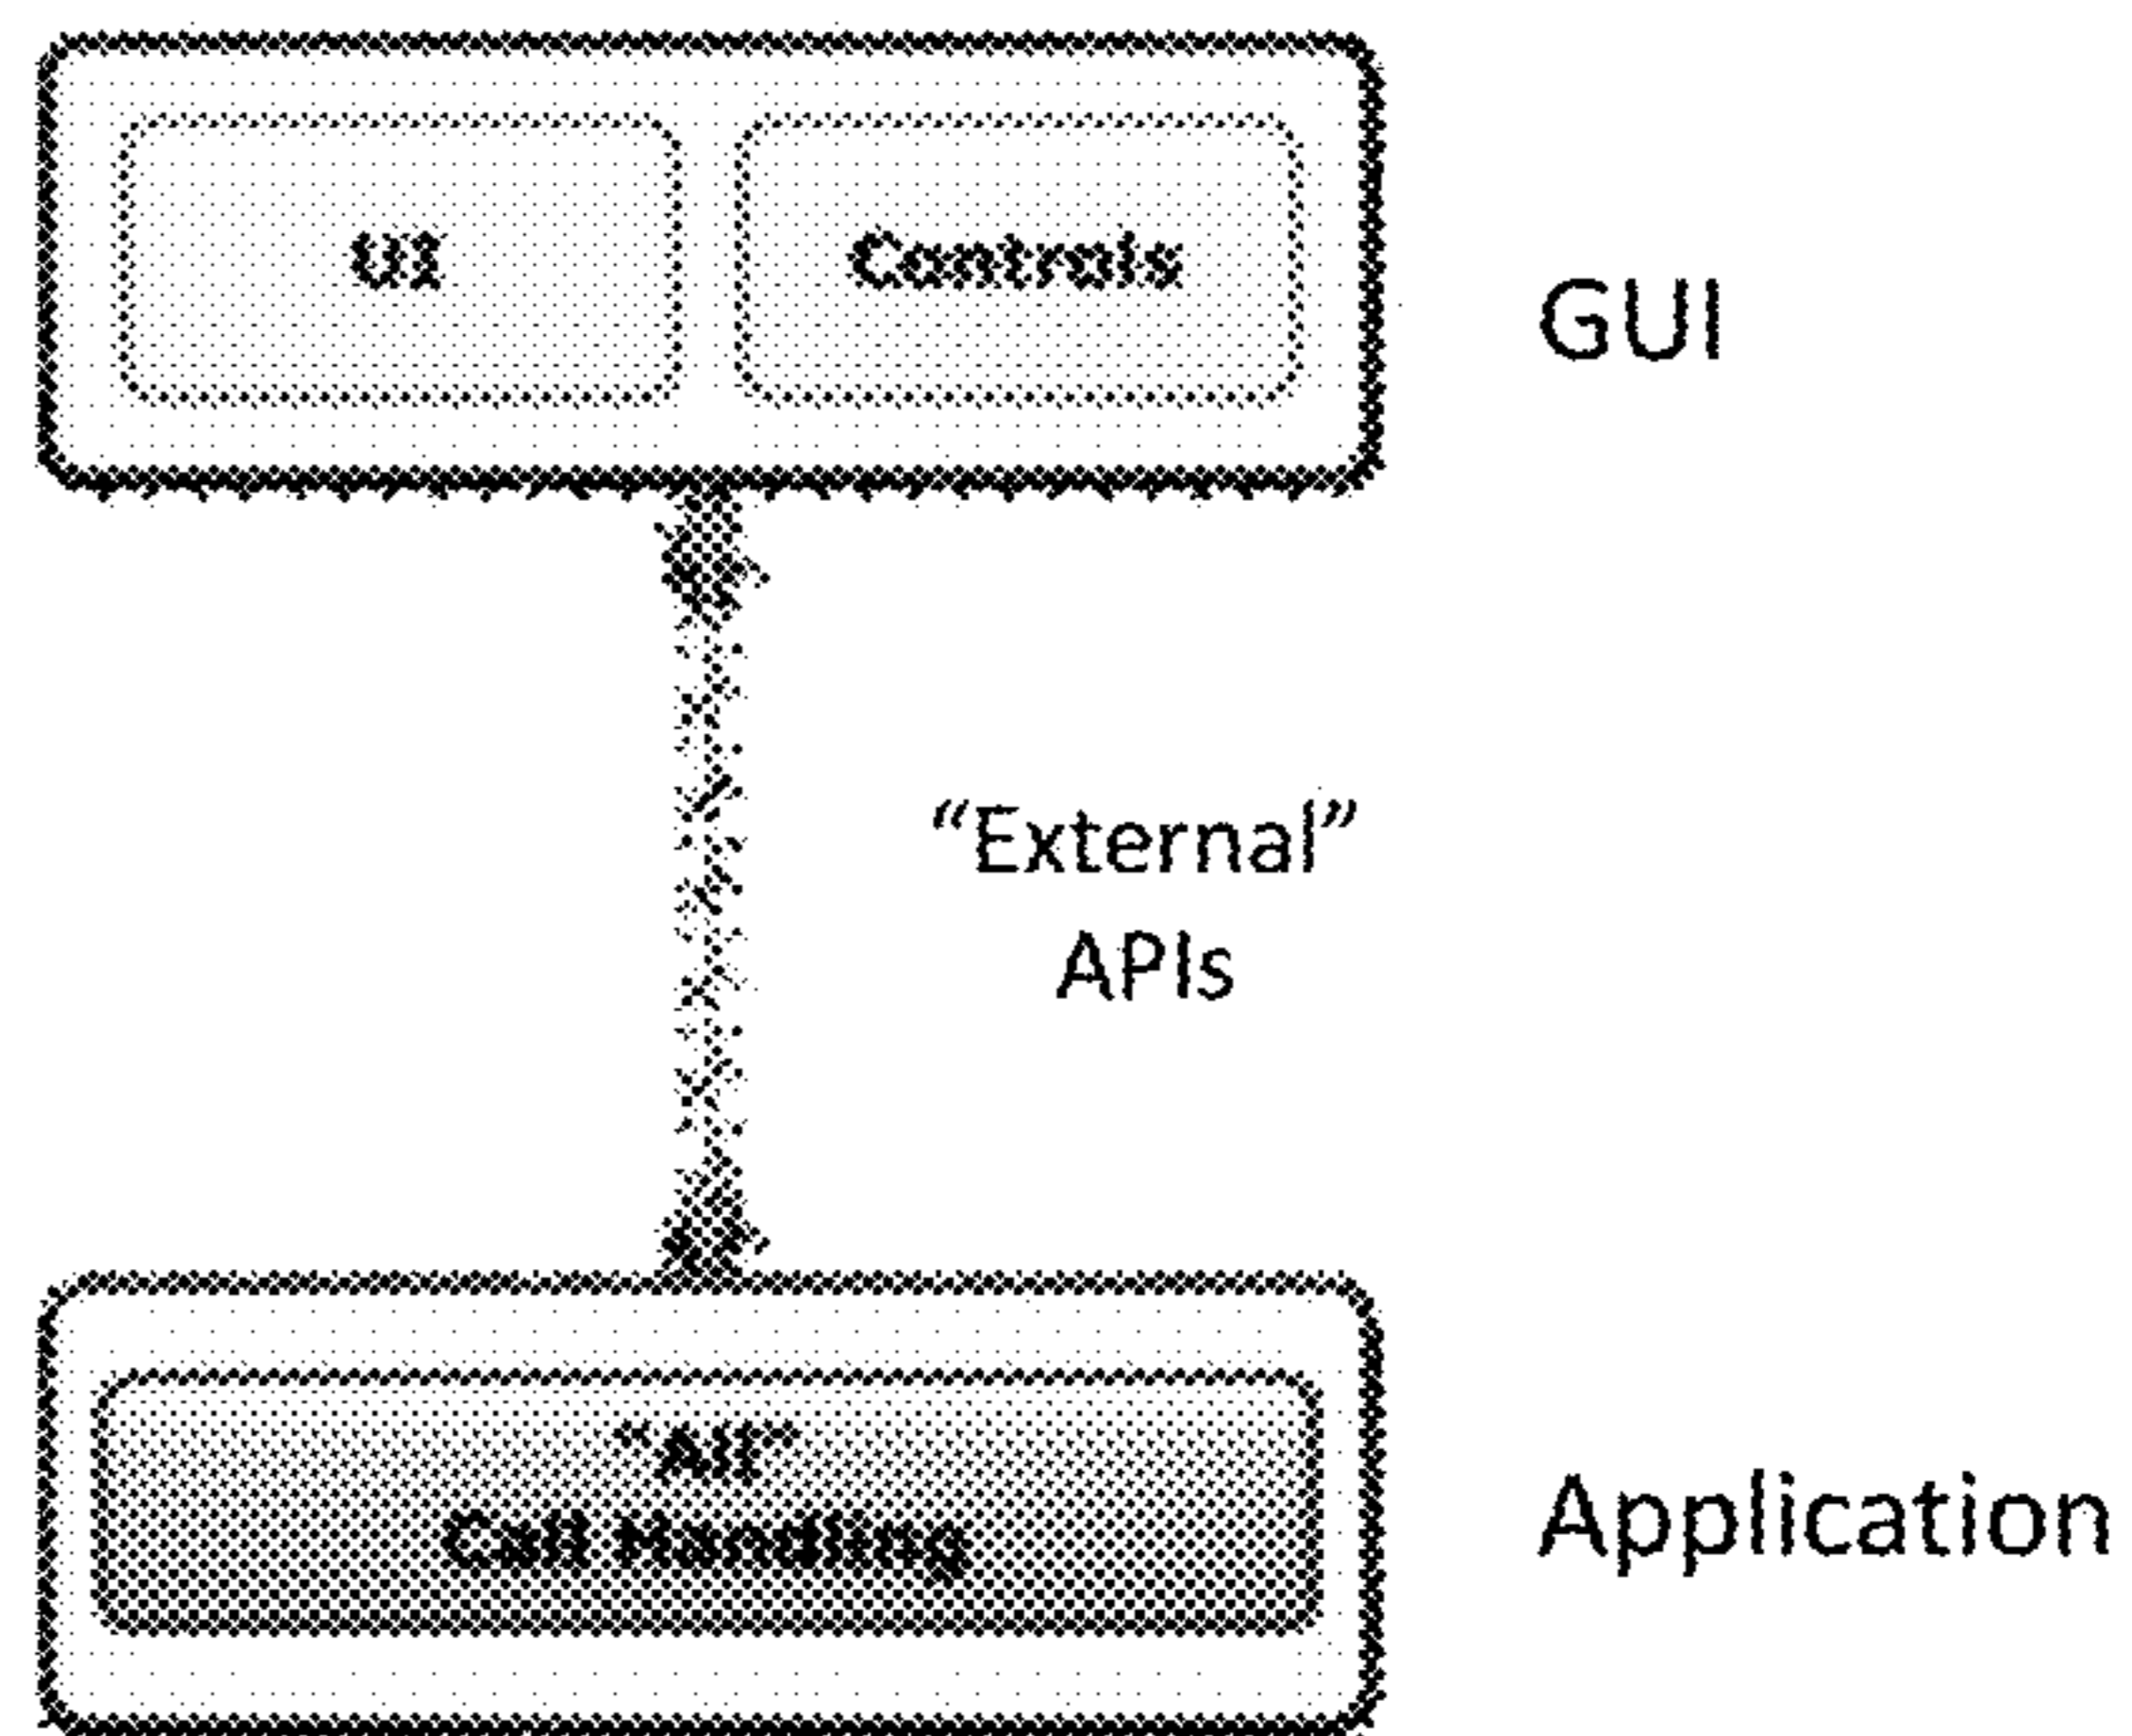 UI
Controls
GUI
“External”
APIs
“All”
Call Handling
Application